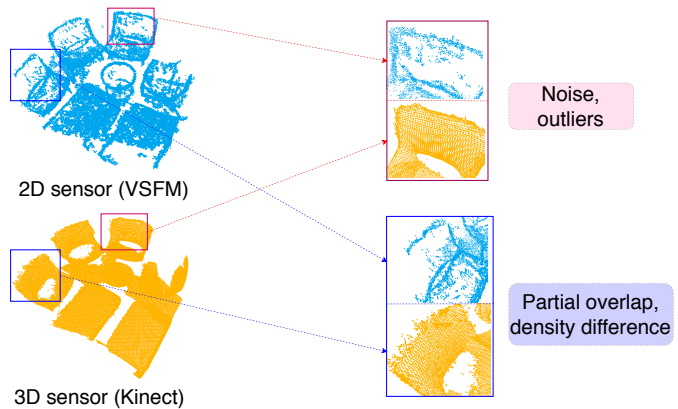 2D sensor (VSFM)
3D sensor (Kinect)
Noise,
outliers
Partial overlap,
density difference